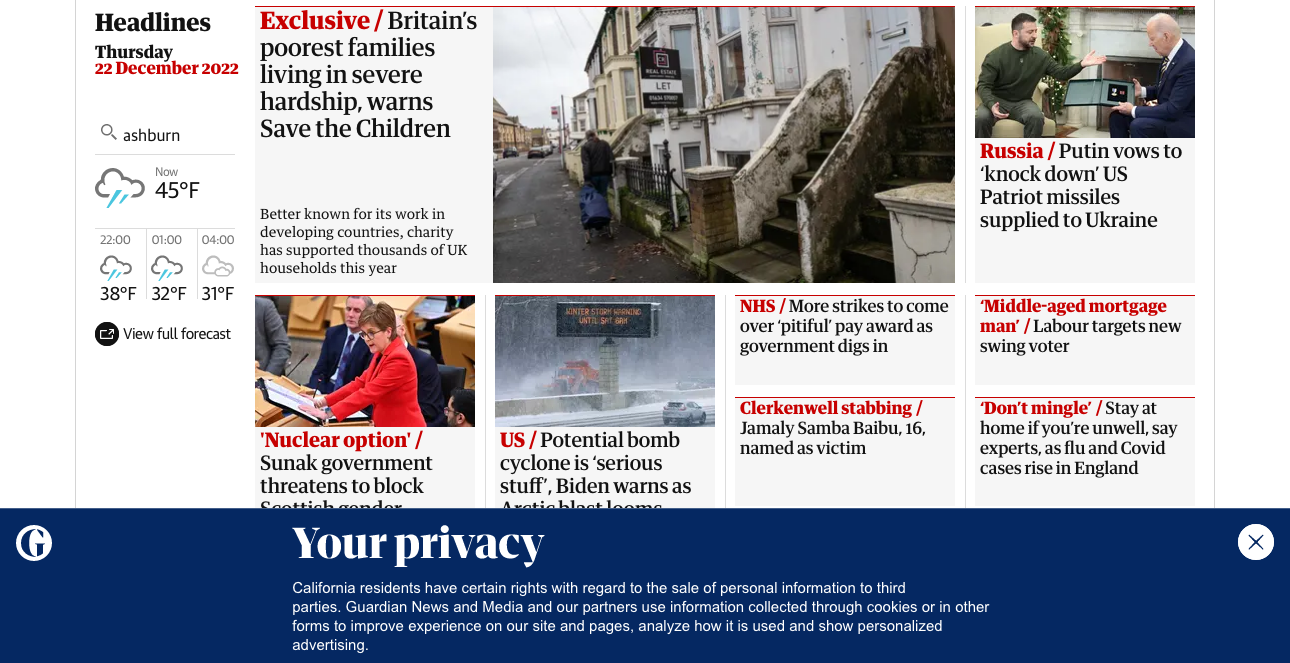 Headlines
Thursday
22 December 2022
ashburn
Now
45°F
22:00 01:00 04:00
38°F 32°F 31°F
View full forecast
Exclusive / Britain's
poorest families
living in severe
hardship, warns
Save the Children
Better known for its work in
developing countries, charity
has supported thousands of UK
households this year
REAL ESTATE
LET
Russia / Putin vows to
‘knock down’ US
Patriot missiles
supplied to Ukraine
'Nuclear option' /
Sunak government
threatens to block
Scottish gender
WINTER STORM WARNING
UNTIL SAT 6AM
US / Potential bomb
cyclone is ‘serious
stuff’, Biden warns as
Arctic blast looms
NHS / More strikes to come
over ‘pitiful’ pay award as
government digs in
‘Middle-aged mortgage
man’ / Labour targets new
swing voter
Clerkenwell stabbing /
Jamaly Samba Baibu, 16,
named as victim
‘Don’t mingle’ / Stay at
home if you’re unwell, say
experts, as flu and Covid
cases rise in England
Your privacy
California residents have certain rights with regard to the sale of personal information to third
parties. Guardian News and Media and our partners use information collected through cookies or in other
forms to improve experience on our site and pages, analyze how it is used and show personalized
advertising.